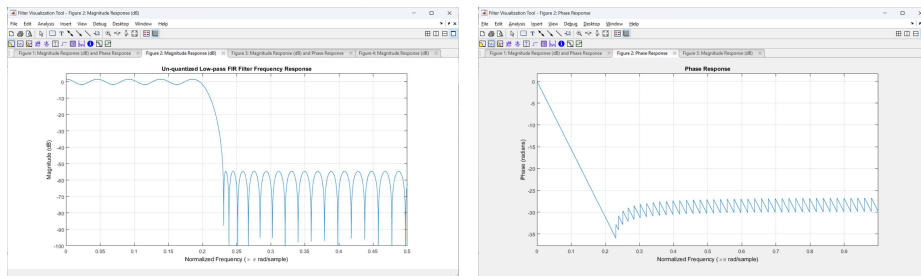 Filter Visualization Tool - Figure 2: Magnitude Response (dB)
File Edit Analysis Insert View Debug Desktop Window Help
Figure 1: Magnitude Response (dB) and Phase Response
Figure 2: Magnitude Response (dB)
Figure 3: Magnitude Response (dB) and Phase Response
Figure 4: Magnitude Response (dB)
Un-quantized Low-pass FIR Filter Frequency Response
Magnitude (dB)
0
-10
-20
-30
-40
-50
-60
-70
-80
-90
-100
0 0.05 0.1 0.15 0.2 0.25 0.3 0.35 0.4 0.45 0.5
Normalized Frequency (×π rad/sample)
Filter Visualization Tool - Figure 2: Phase Response
File Edit Analysis Insert View Debug Desktop Window Help
Figure 1: Magnitude Response (dB) and Phase Response
Figure 2: Phase Response
Figure 3: Magnitude Response (dB)
Phase Response
Phase (radians)
0
-5
-10
-15
-20
-25
-30
-35
0 0.1 0.2 0.3 0.4 0.5 0.6 0.7 0.8 0.9
Normalized Frequency (×π rad/sample)